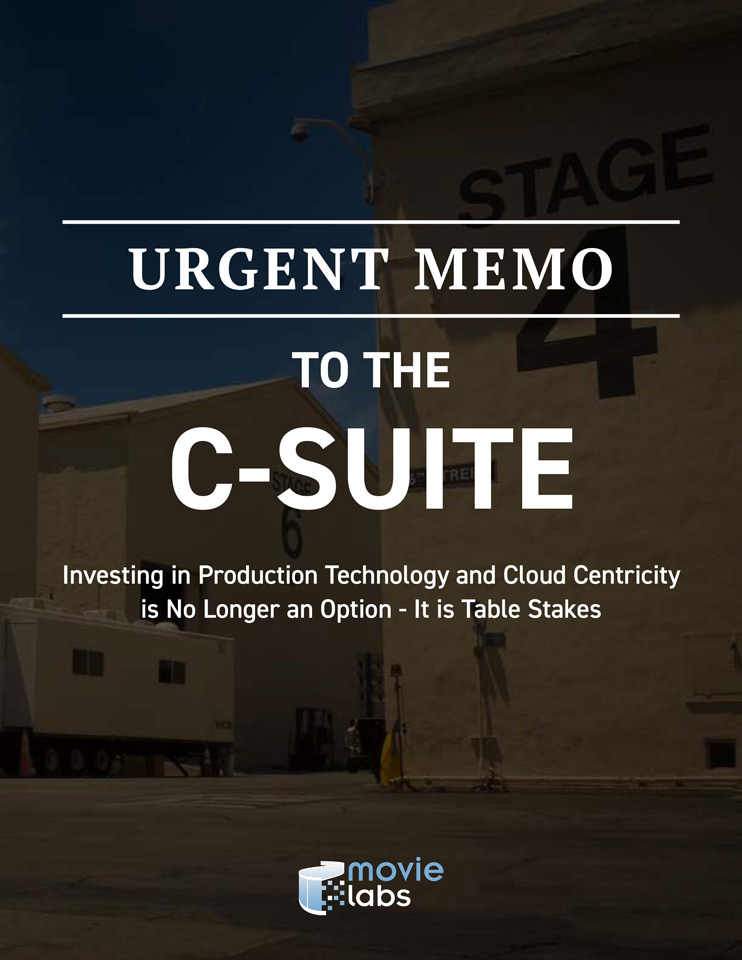 STAGE
4
URGENT MEMO
TO THE
C-SUITE
STAGE
6
Investing in Production Technology and Cloud Centricity
is No Longer an Option - It is Table Stakes
movie
labs